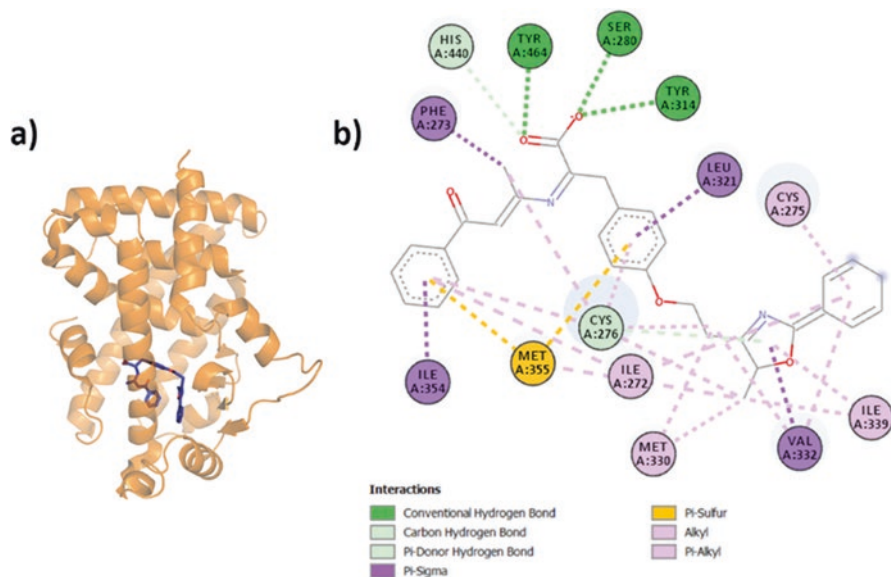 a)
b)
HIS
A:440
TYR
A:464
SER
A:280
TYR
A:314
PHE
A:273
LEU
A:321
CYS
A:275
O
O
O
N
CYS
A:276
O
N
O
ILE
A:354
MET
A:355
ILE
A:272
MET
A:330
VAL
A:332
ILE
A:339
Interactions
Conventional Hydrogen Bond
Carbon Hydrogen Bond
Pi-Donor Hydrogen Bond
Pi-Sigma
Pi-Sulfur
Alkyl
Pi-Alkyl